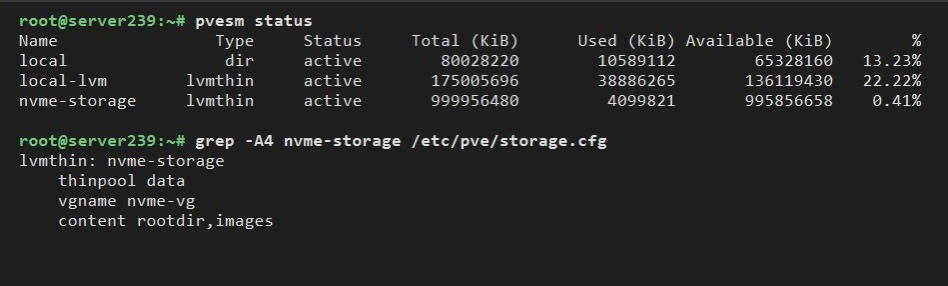 root@server239:~# pvesm status
Name                Type     Status     Total (KiB)      Used (KiB) Available (KiB)        %
local                dir     active        80028220        10589112        65328160   13.23%
local-lvm        lvmthin     active       175005696        38886265       136119430   22.22%
nvme-storage     lvmthin     active       999956480         4099821       995856658    0.41%
root@server239:~# grep -A4 nvme-storage /etc/pve/storage.cfg
lvmthin: nvme-storage
    thinpool data
    vgname nvme-vg
    content rootdir,images